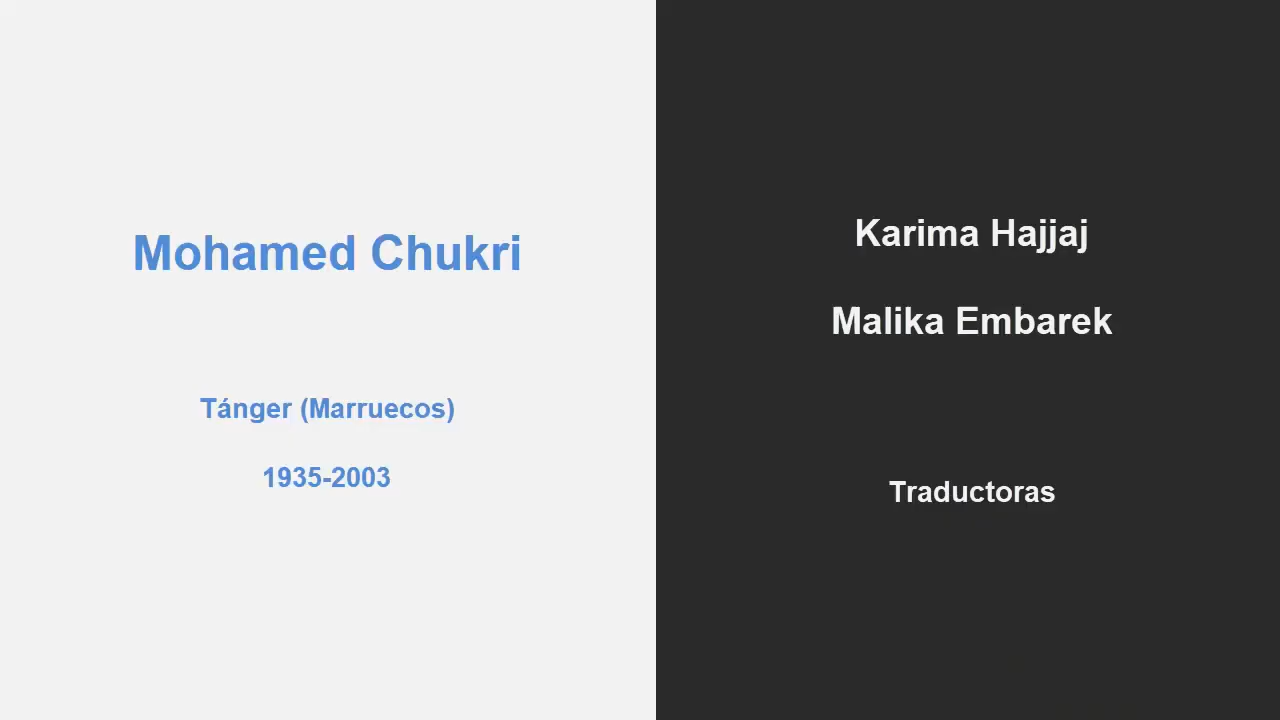 Mohamed Chukri
Tánger (Marruecos)
1935-2003
Karima Hajjaj
Malika Embarek
Traductoras